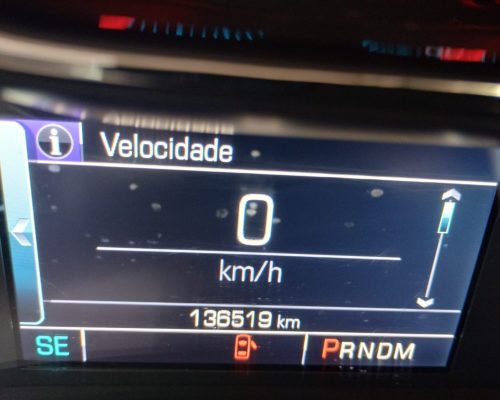 Velocidade
0
km/h
136519 km
SE PRNDM